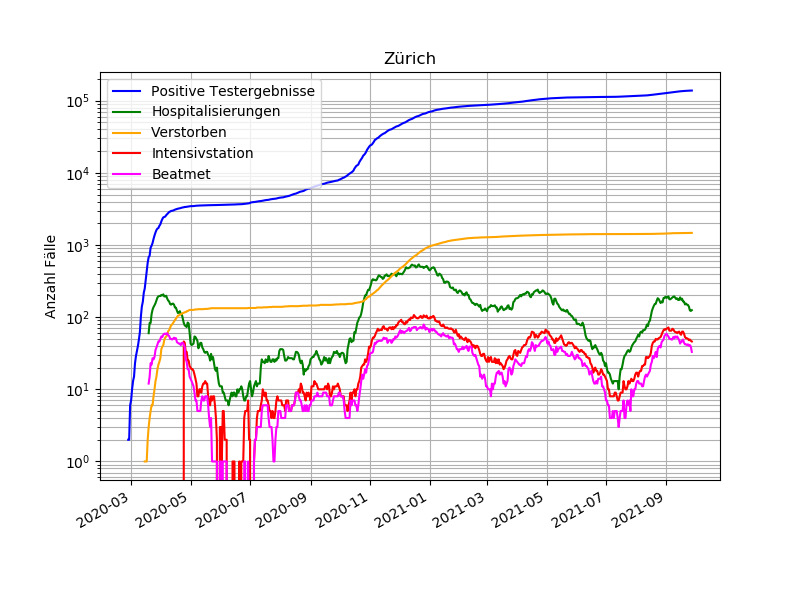 Zürich
Positive Testergebnisse
Hospitalisierungen
Verstorben
Intensivstation
Beatmet
Anzahl Fälle
10^5
10^4
10^3
10^2
10^1
10^0
2020-03
2020-05
2020-07
2020-09
2020-11
2021-01
2021-03
2021-05
2021-07
2021-09